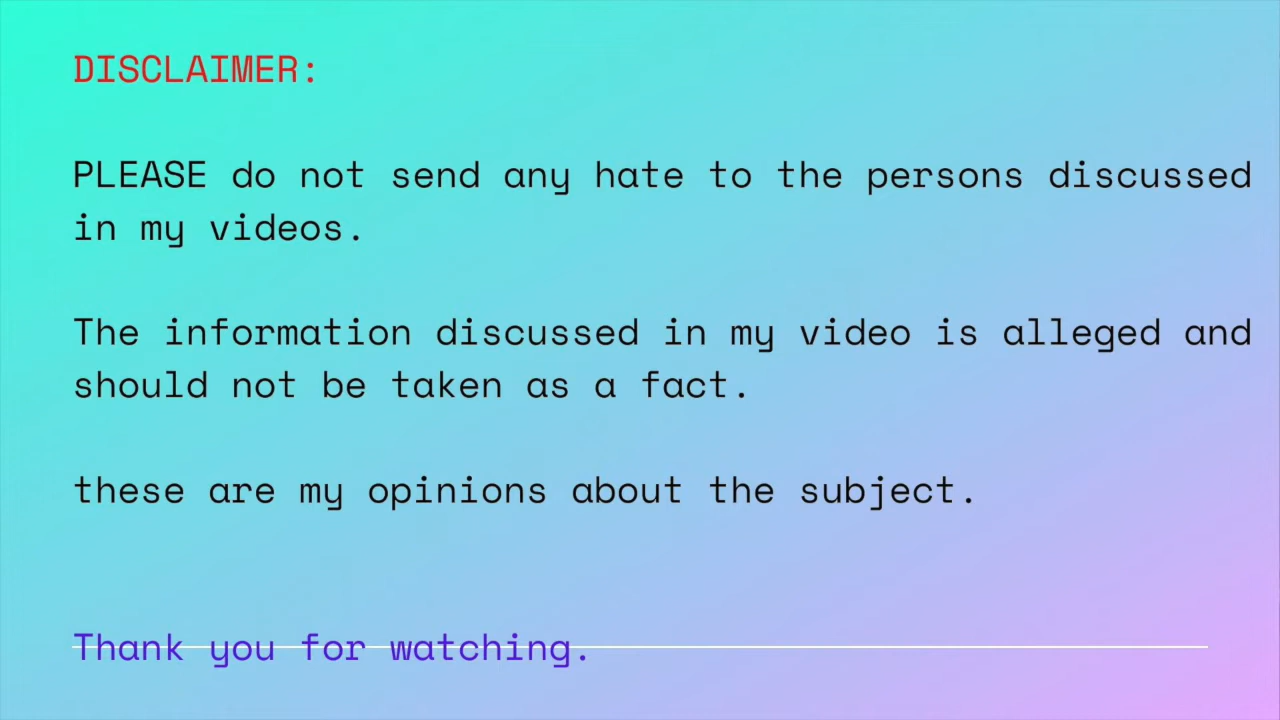 DISCLAIMER:
PLEASE do not send any hate to the persons discussed
in my videos.
The information discussed in my video is alleged and
should not be taken as a fact.
these are my opinions about the subject.
Thank you for watching.